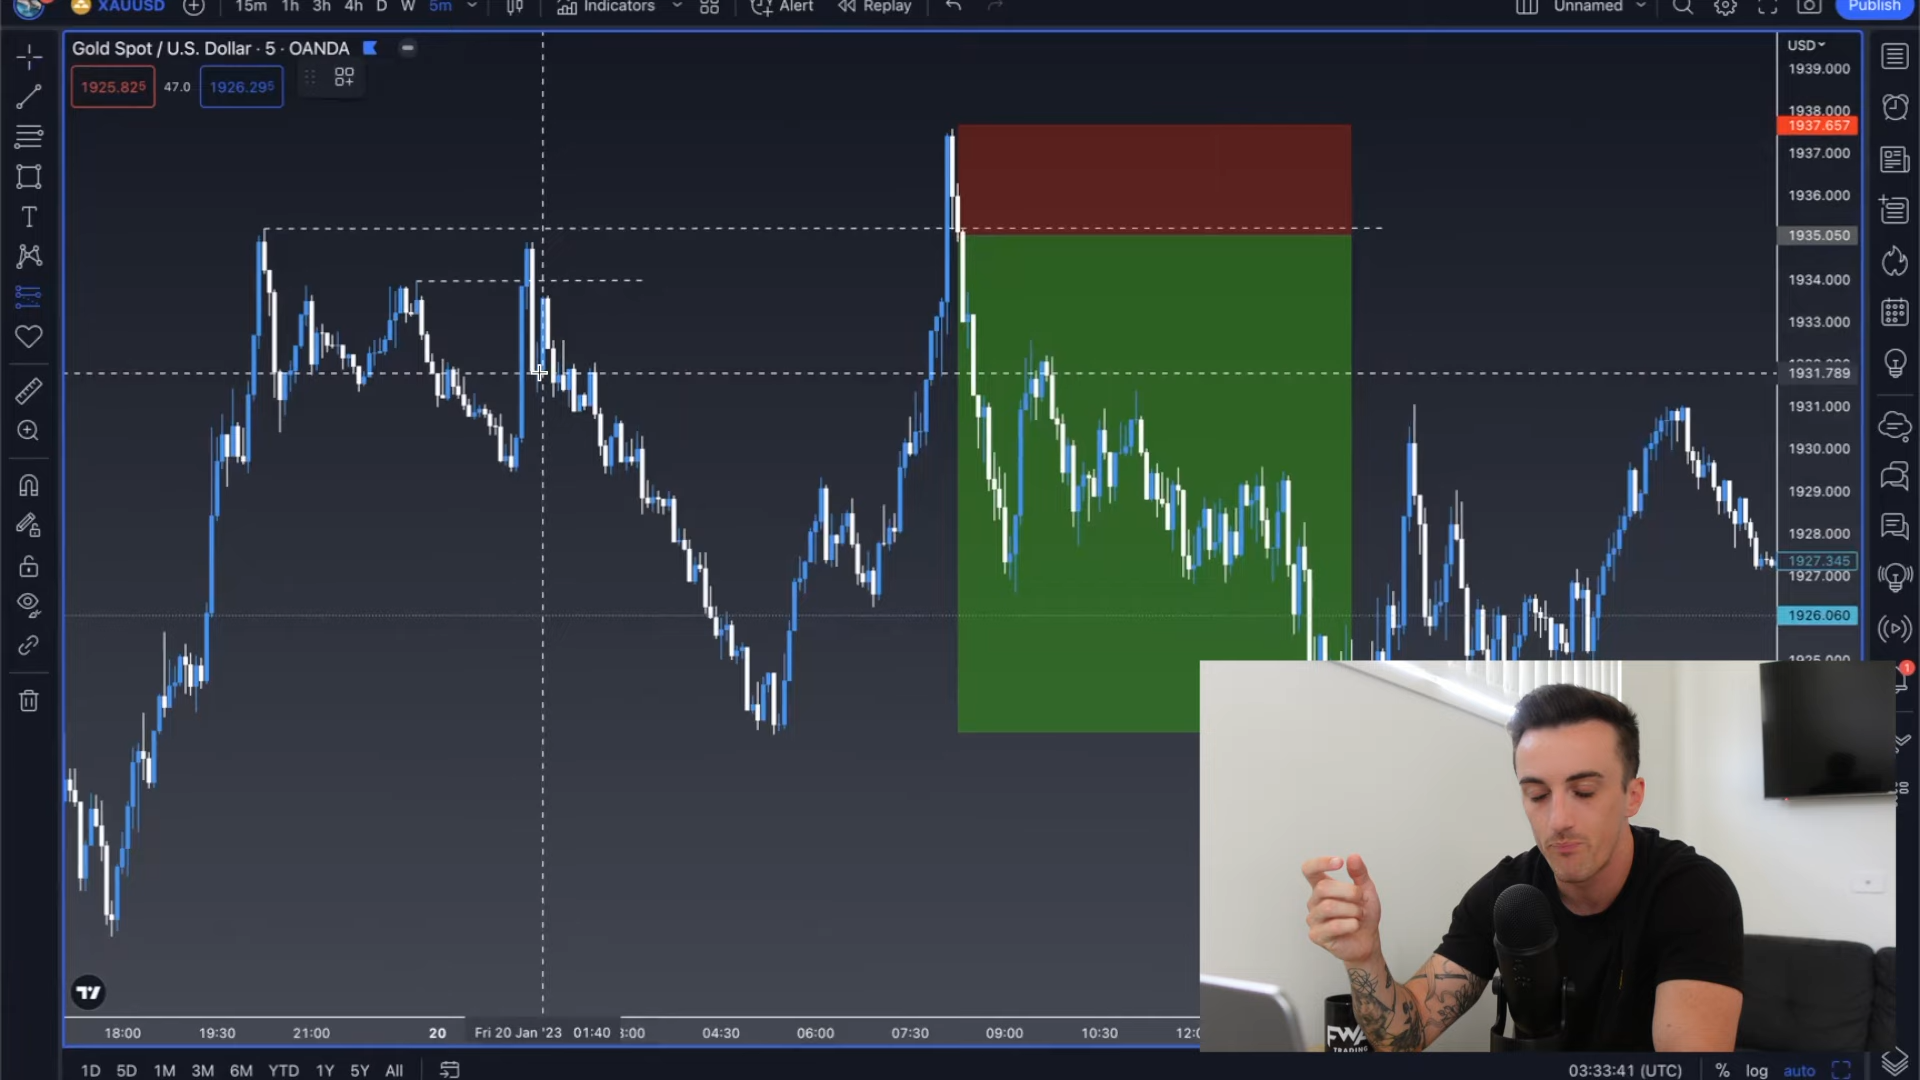 XAUUSD 15m 1h 3h 4h D W 5m Indicators Alert Replay Unnamed Publish
Gold Spot / U.S. Dollar · 5 · OANDA
USD
1925.825 47.0 1926.295
1939.000
1938.000
1937.657
1937.000
1936.000
1935.050
1934.000
1933.000
1931.789
1931.000
1930.000
1929.000
1928.000
1927.345
1927.000
1926.060
1
T
FWA
TRADING
18:00 19:30 21:00 20 Fri 20 Jan '23 01:40 04:30 06:00 07:30 09:00 10:30
1D 5D 1M 3M 6M YTD 1Y 5Y All 03:33:41 (UTC) % log auto